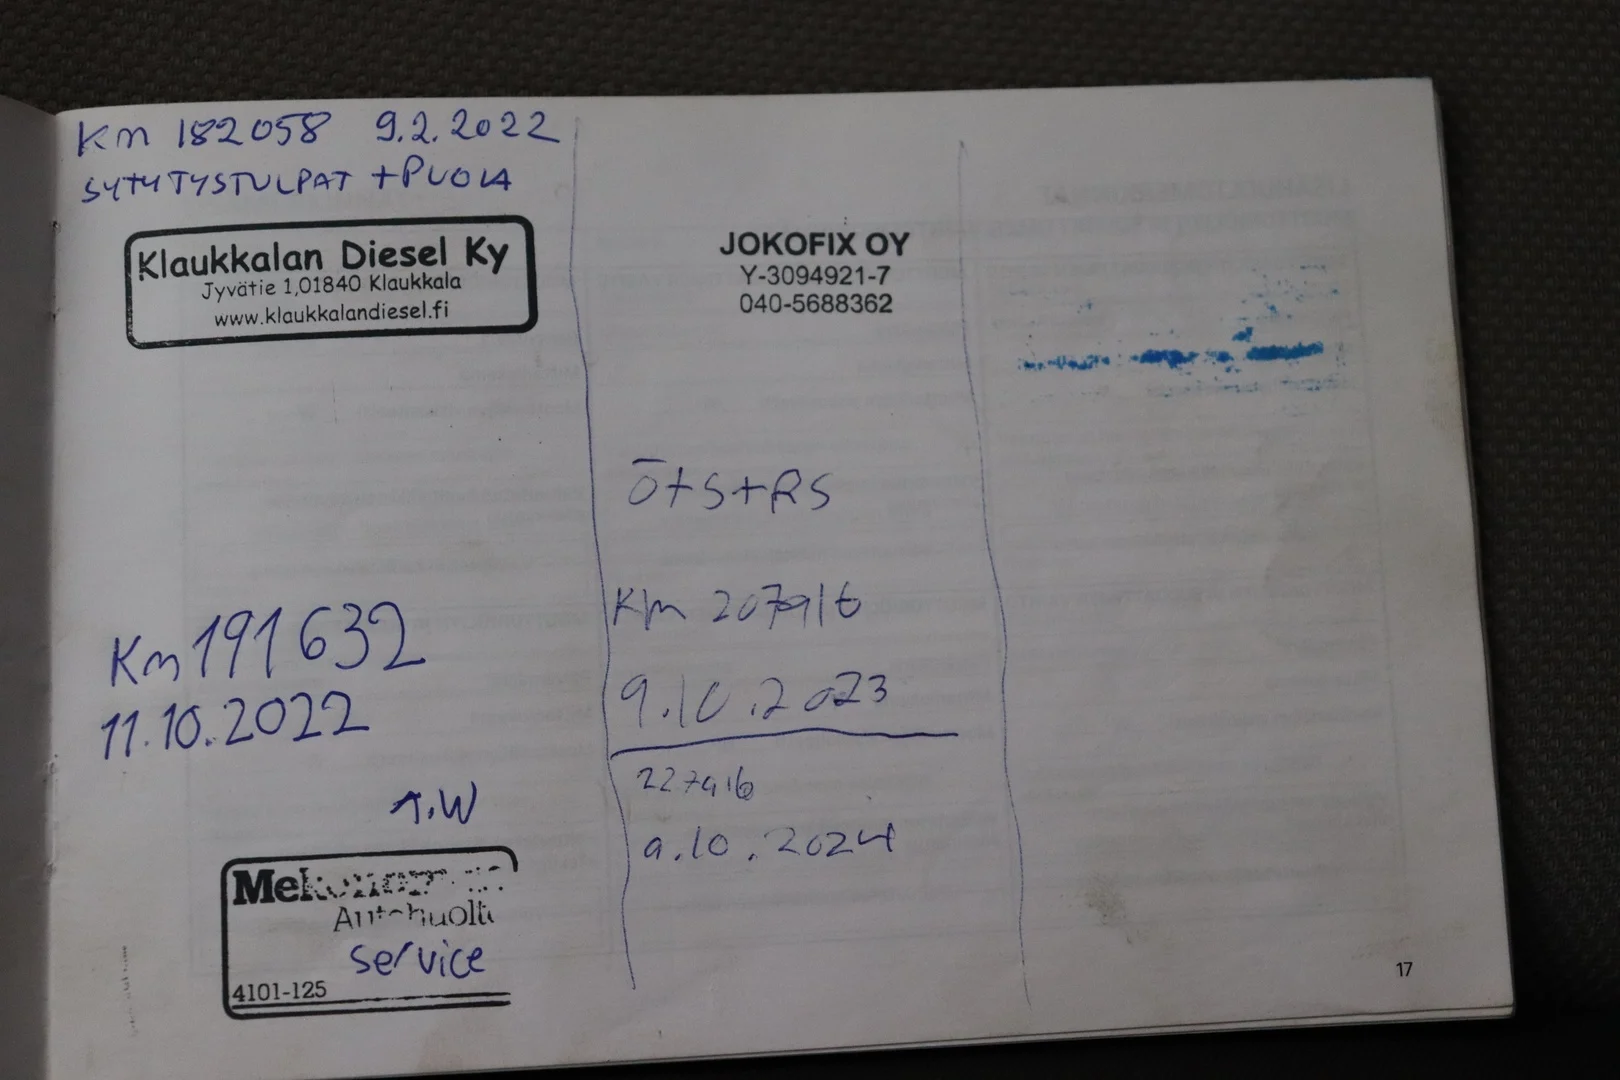 Km 182058 9.2.2022
SYTYTYSTULPAT + PUOLA
Klaukkalan Diesel Ky
Jyvätie 1,01840 Klaukkala
www.klaukkalandiesel.fi
Km 191632
11.10.2022
Autohuolto
service
4101-125
JOKOFIX OY
Y-3094921-7
040-5688362
Ö+S+RS
Km 207916
9.10.2023
227916
9.10.2024
17